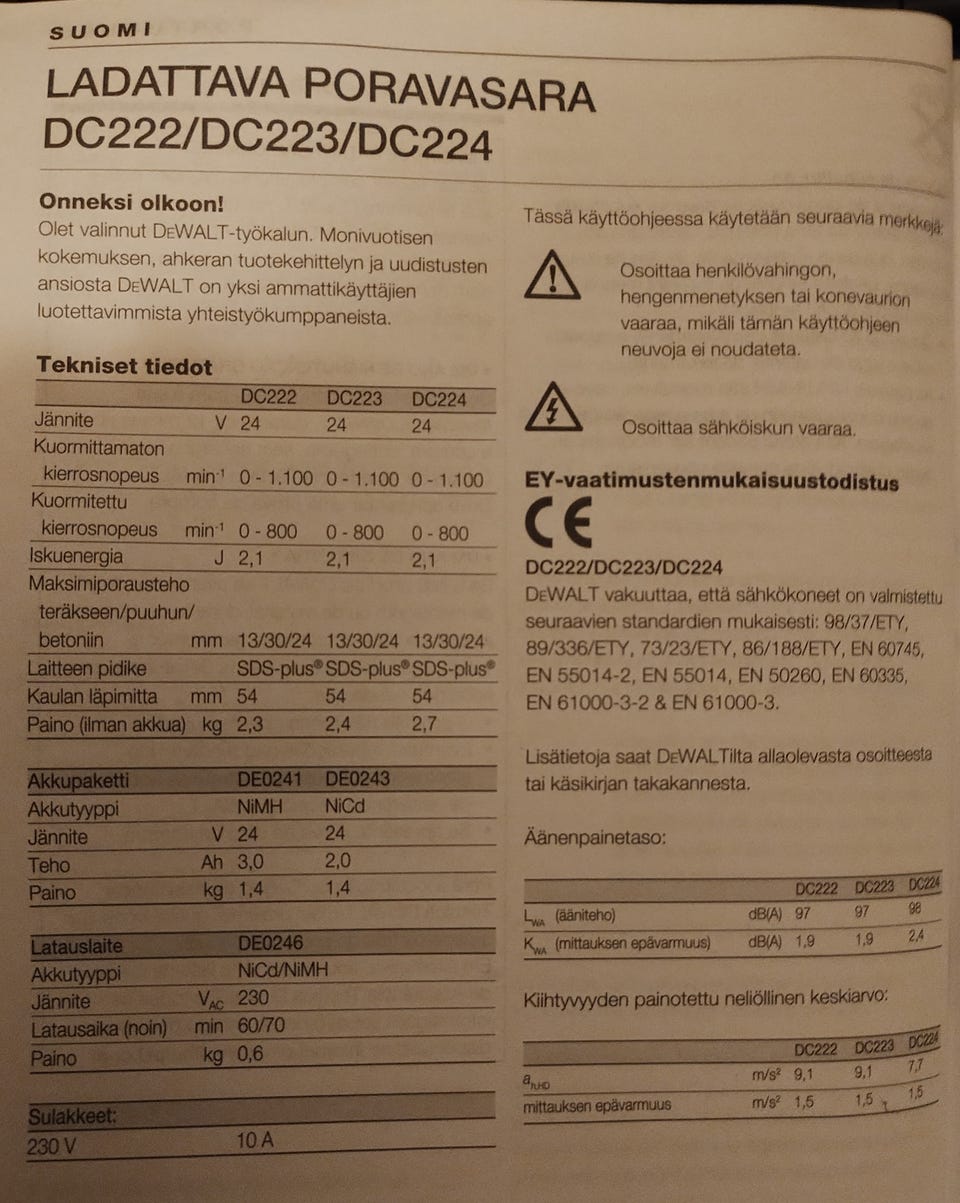 SUOMI
LADATTAVA PORAVASARA
DC222/DC223/DC224
Onneksi olkoon!
Olet valinnut DEWALT-työkalun. Monivuotisen
kokemuksen, ahkeran tuotekehittelyn ja uudistusten
ansiosta DEWALT on yksi ammattikäyttäjien
luotettavimmista yhteistyökumppaneista.
Tekniset tiedot
DC222 DC223 DC224
Jännite V 24 24 24
Kuormittamaton
kierrosnopeus min-¹ 0 - 1.100 0 - 1.100 0 - 1.100
Kuormitettu
kierrosnopeus min-¹ 0 - 800 0 - 800 0 - 800
Iskuenergia J 2,1 2,1 2,1
Maksimiporausteho
teräkseen/puuhun/
betoniin mm 13/30/24 13/30/24 13/30/24
Laitteen pidike SDS-plus® SDS-plus® SDS-plus®
Kaulan läpimitta mm 54 54 54
Paino (ilman akkua) kg 2,3 2,4 2,7
Akkupaketti DE0241 DE0243
Akkutyyppi NiMH NiCd
Jännite V 24 24
Teho Ah 3,0 2,0
Paino kg 1,4 1,4
Latauslaite DE0246
Akkutyyppi NiCd/NiMH
Jännite VAC 230
Latausaika (noin) min 60/70
Paino kg 0,6
Sulakkeet:
230 V 10 A
Tässä käyttöohjeessa käytetään seuraavia merkkejä:
Osoittaa henkilövahingon,
hengenmenetyksen tai konevaurion
vaaraa, mikäli tämän käyttöohjeen
neuvoja ei noudateta.
Osoittaa sähköiskun vaaraa.
EY-vaatimustenmukaisuustodistus
CE
DC222/DC223/DC224
DEWALT vakuuttaa, että sähkökoneet on valmistettu
seuraavien standardien mukaisesti: 98/37/ETY,
89/336/ETY, 73/23/ETY, 86/188/ETY, EN 60745,
EN 55014-2, EN 55014, EN 50260, EN 60335,
EN 61000-3-2 & EN 61000-3.
Lisätietoja saat DEWALTilta allaolevasta osoitteesta
tai käsikirjan takakannesta.
Äänenpainetaso:
DC222 DC223 DC224
LWA (ääniteho) dB(A) 97 97 98
KWA (mittauksen epävarmuus) dB(A) 1,9 1,9 2,4
Kiihtyvyyden painotettu neliöllinen keskiarvo:
DC222 DC223 DC224
ah,HD m/s² 9,1 9,1 7,7
mittauksen epävarmuus m/s² 1,5 1,5 1,5